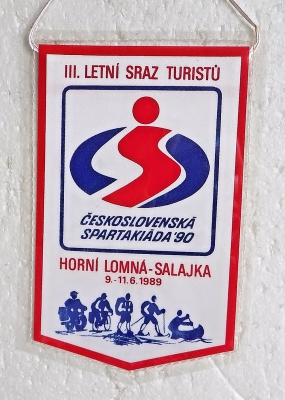 III. LETNÍ SRAZ TURISTŮ
ČESKOSLOVENSKÁ
SPARTAKIÁDA'90
HORNÍ LOMNÁ-SALAJKA
9.-11.6.1989